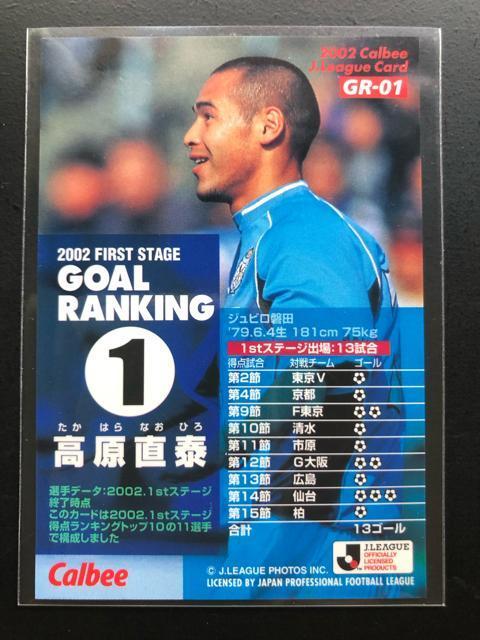 2002 Calbee
J.League Card
GR-01
2002 FIRST STAGE
GOAL
RANKING
1
たか はら なお ひろ
高原直泰
選手データ:2002.1stステージ
終了時点
このカードは2002.1stステージ
得点ランキングトップ10の11選手
で構成しました
Calbee
ジュビロ磐田
'79.6.4生 181cm 75kg
1stステージ出場:13試合
得点試合 対戦チーム ゴール
第2節 東京V
第4節 京都
第9節 F東京
第10節 清水
第11節 市原
第12節 G大阪
第13節 広島
第14節 仙台
第15節 柏
合計 13ゴール
J.LEAGUE
OFFICIALLY
LICENSED
PRODUCTS
© J.LEAGUE PHOTOS INC.
LICENSED BY JAPAN PROFESSIONAL FOOTBALL LEAGUE